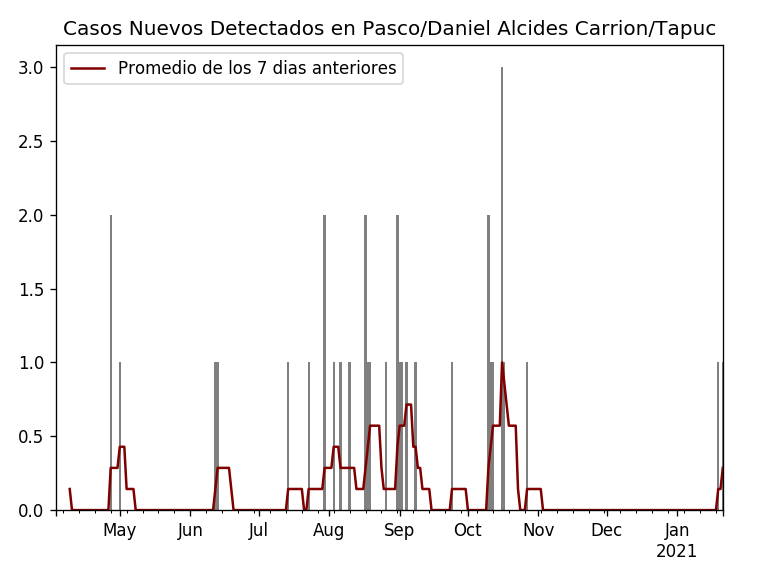 Casos Nuevos Detectados en Pasco/Daniel Alcides Carrion/Tapuc
Promedio de los 7 dias anteriores
3.0
2.5
2.0
1.5
1.0
0.5
0.0
May Jun Jul Aug Sep Oct Nov Dec Jan
2021